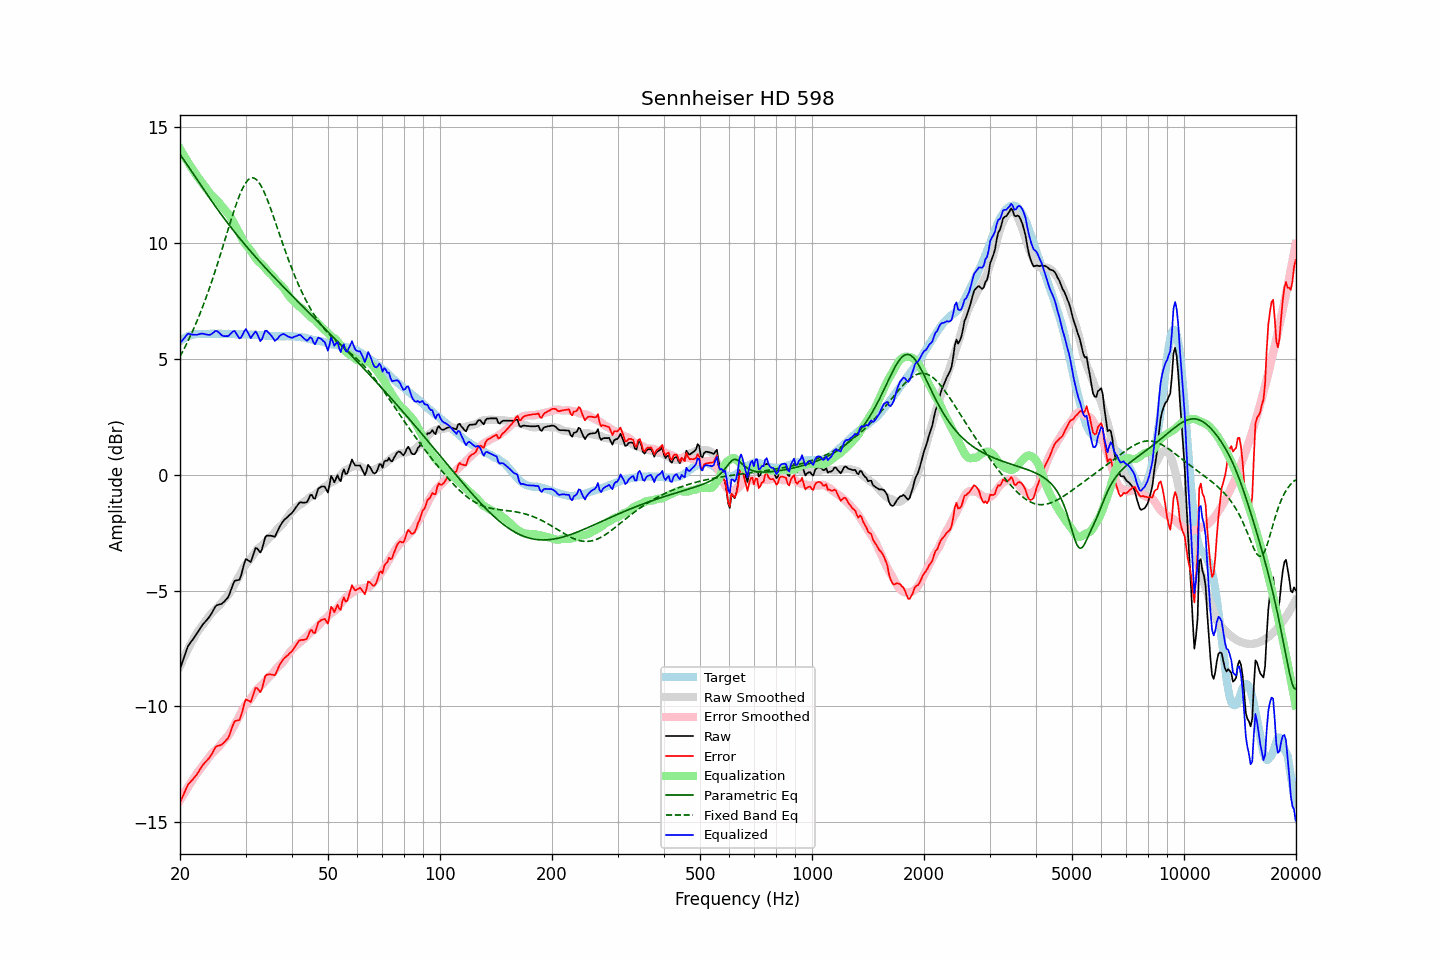 Sennheiser HD 598
Amplitude (dBr)
15
10
5
0
−5
−10
−15
Target
Raw Smoothed
Error Smoothed
Raw
Error
Equalization
Parametric Eq
Fixed Band Eq
Equalized
20 50 100 200 500 1000 2000 5000 10000 20000
Frequency (Hz)